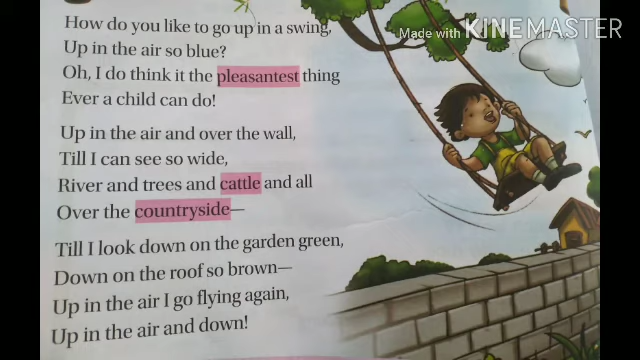 Made with KINEMASTER
How do you like to go up in a swing,
Up in the air so blue?
Oh, I do think it the pleasantest thing
Ever a child can do!
Up in the air and over the wall,
Till I can see so wide,
River and trees and cattle and all
Over the countryside—
Till I look down on the garden green,
Down on the roof so brown—
Up in the air I go flying again,
Up in the air and down!